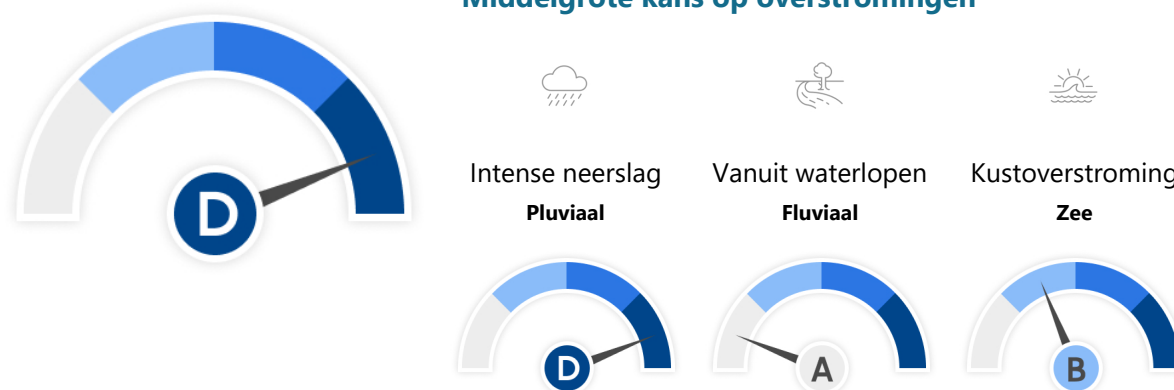 Middelgrote kans op overstromingen
D
Intense neerslag
Pluviaal
Vanuit waterlopen
Fluviaal
Kustoverstroming
Zee
D
A
B